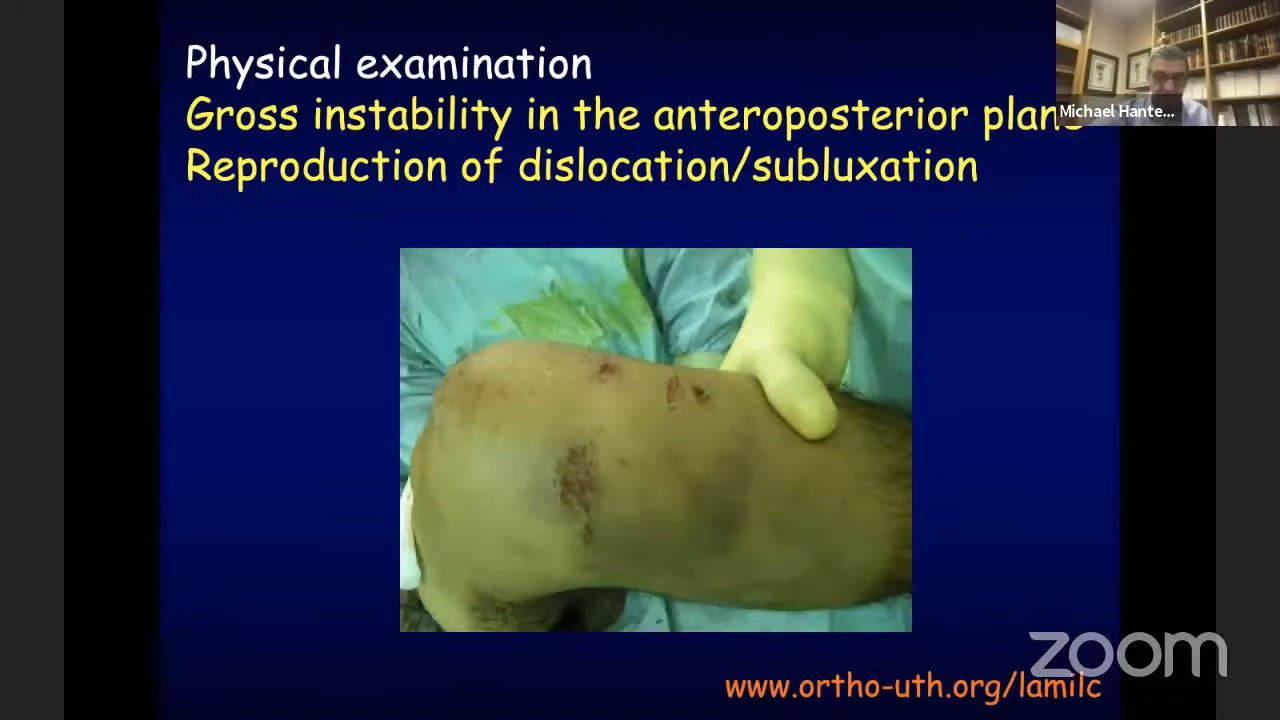 Physical examination
Gross instability in the anteroposterior plane
Reproduction of dislocation/subluxation
Michael Hante...
zoom
www.ortho-uth.org/lamilc